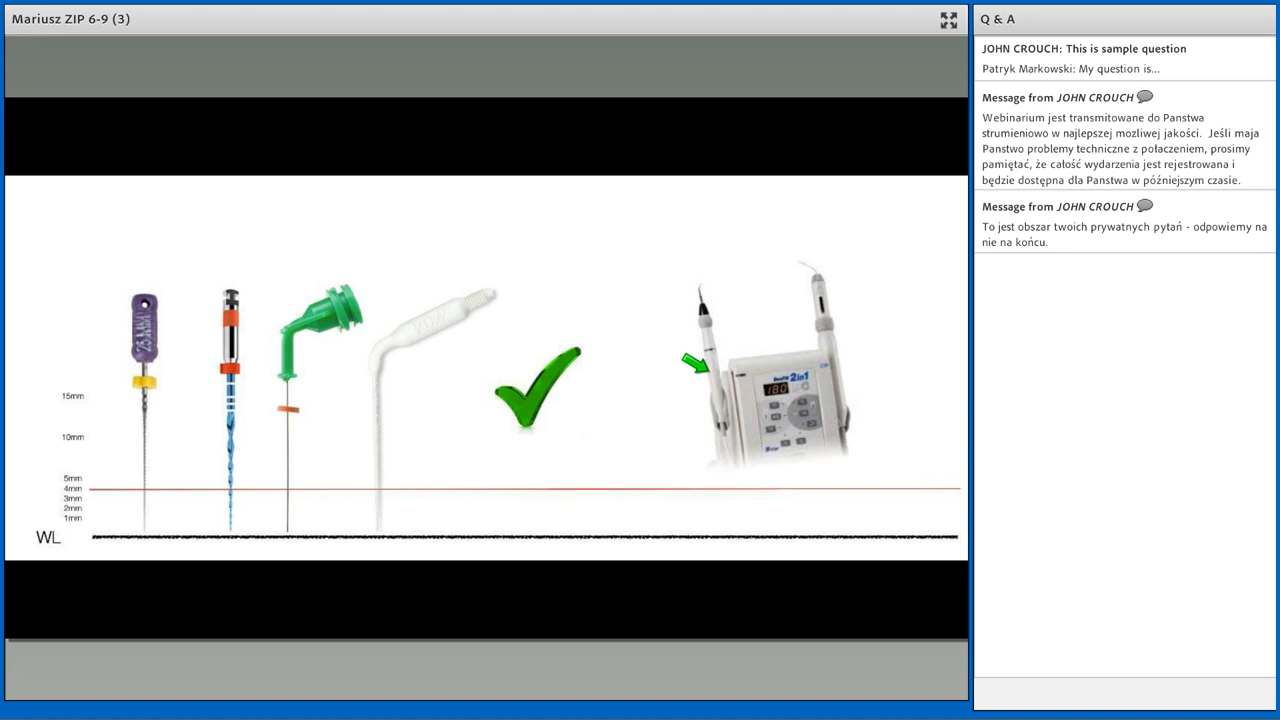 Mariusz ZIP 6-9 (3)
Q & A
JOHN CROUCH: This is sample question
Patryk Markowski: My question is...
Message from JOHN CROUCH
Webinarium jest transmitowane do Panstwa
strumieniowo w najlepszej mozliwej jakości. Jeśli maja
Panstwo problemy techniczne z połaczeniem, prosimy
pamiętać, że całość wydarzenia jest rejestrowana i
będzie dostępna dla Panstwa w późniejszym czasie.
Message from JOHN CROUCH
To jest obszar twoich prywatnych pytań - odpowiemy na
nie na końcu.
2in1
180
15mm
10mm
5mm
4mm
3mm
2mm
1mm
WL